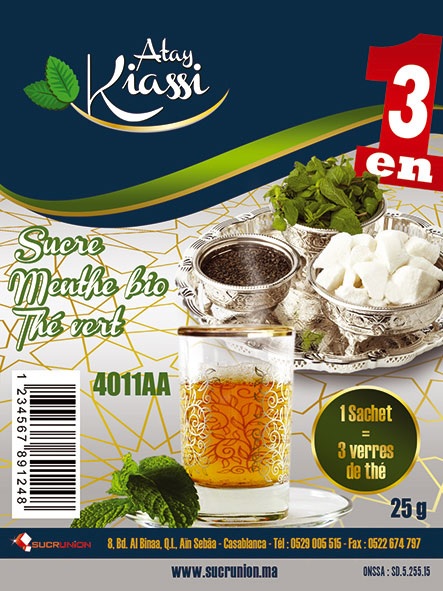 Atay
Kiassi
3
en
1
Sucre
Menthe bio
Thé vert
4011AA
1 Sachet
=
3 verres
de thé
1 234567 891248
25 g
SUCRUNION
8, Bd. Al Binaa, Q.I., Aïn Sebâa - Casablanca - Tél : 0529 005 515 - Fax : 0522 674 797
www.sucrunion.ma
ONSSA : SD.5.255.15